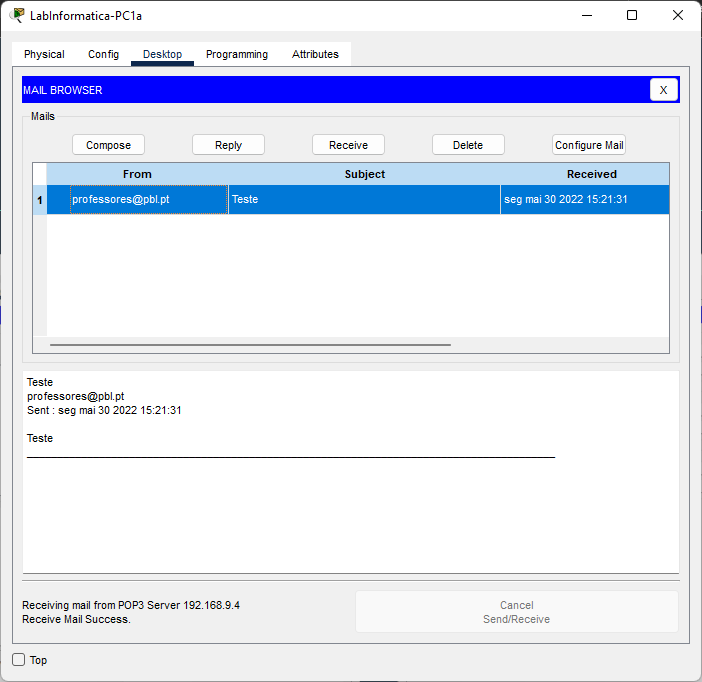 LabInformatica-PC1a
Physical Config Desktop Programming Attributes
MAIL BROWSER X
Mails
Compose Reply Receive Delete Configure Mail
From Subject Received
1 professores@pbl.pt Teste seg mai 30 2022 15:21:31
Teste
professores@pbl.pt
Sent : seg mai 30 2022 15:21:31
Teste
Receiving mail from POP3 Server 192.168.9.4
Receive Mail Success.
Cancel
Send/Receive
Top